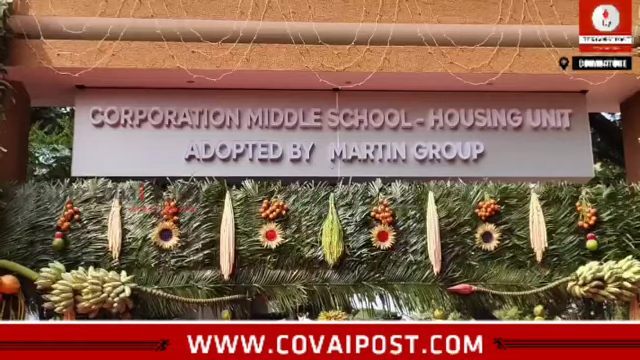 CORPORATION MIDDLE SCHOOL - HOUSING UNIT
ADOPTED BY MARTIN GROUP
WWW.COVAIPOST.COM